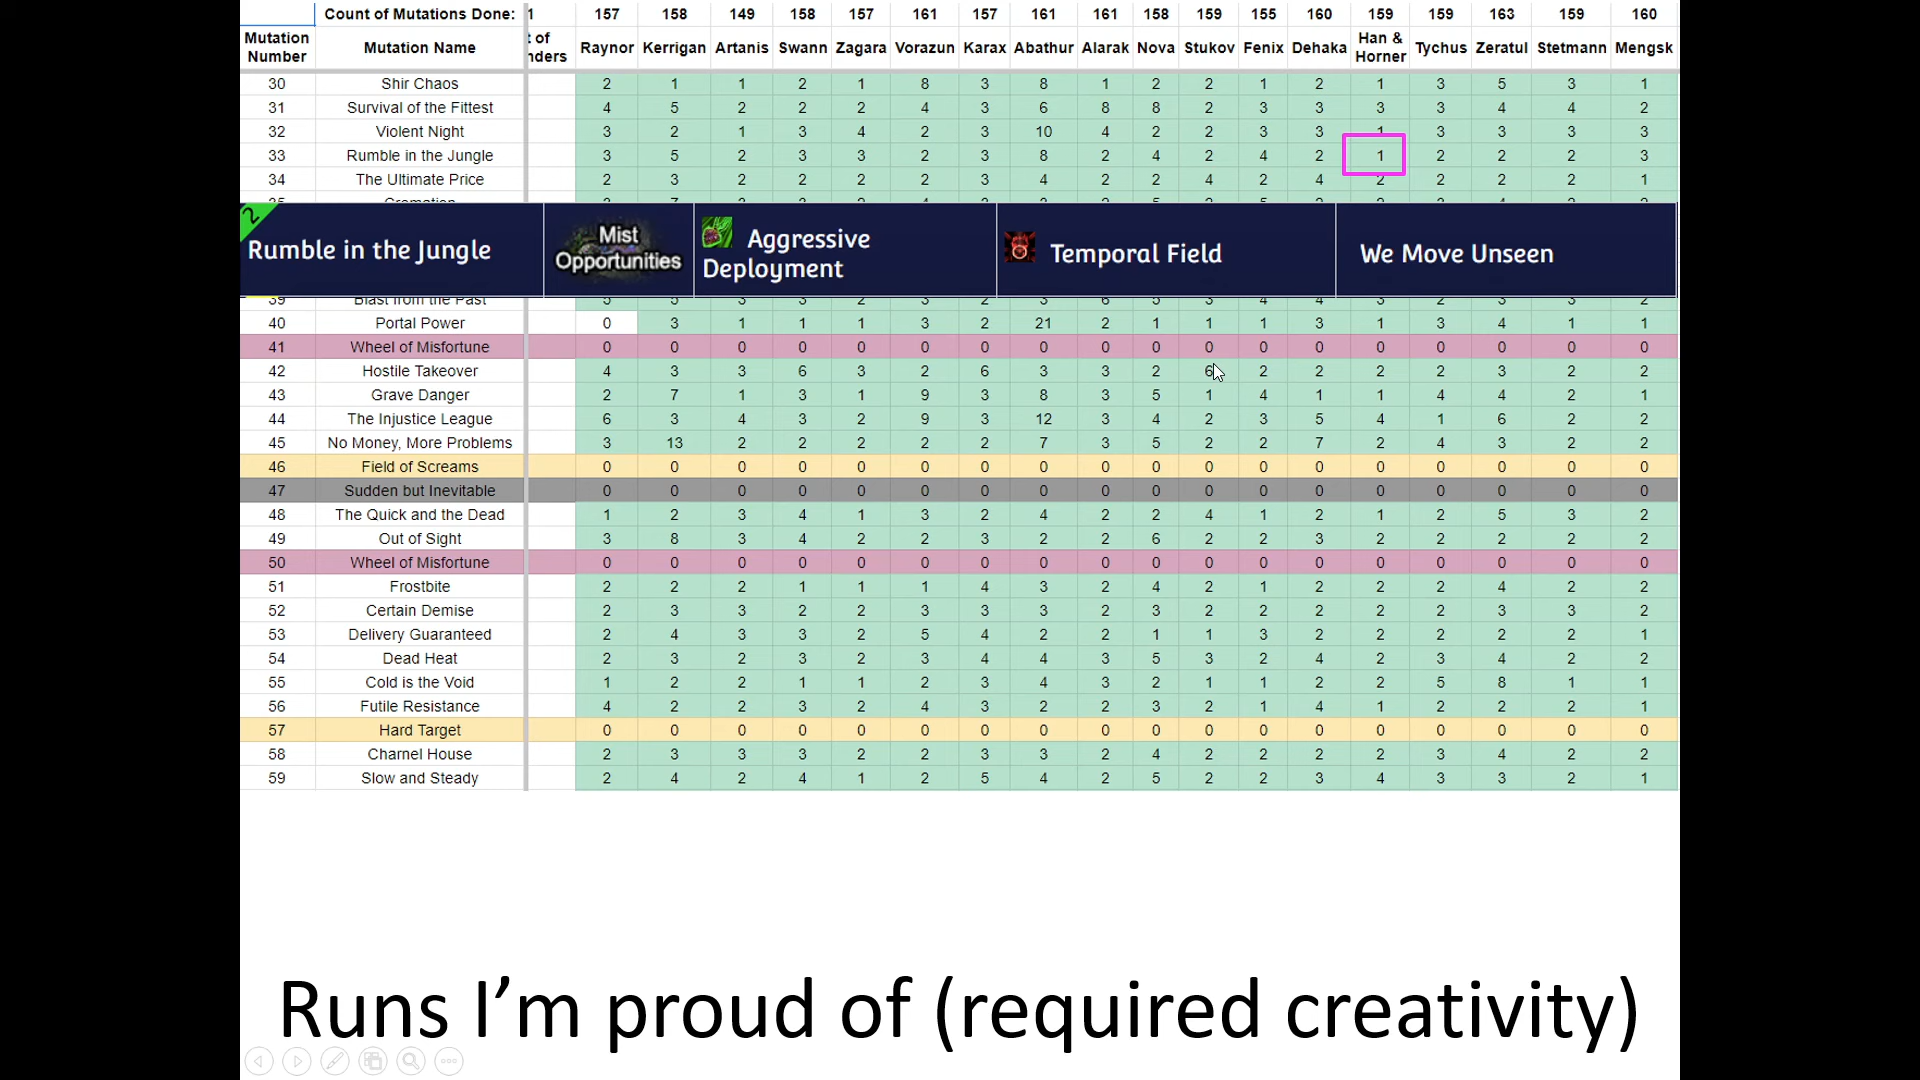 Count of Mutations Done: 1 157 158 149 158 157 161 157 161 161 158 159 155 160 159 159 163 159 160
Mutation Number Mutation Name t of nders Raynor Kerrigan Artanis Swann Zagara Vorazun Karax Abathur Alarak Nova Stukov Fenix Dehaka Han & Horner Tychus Zeratul Stetmann Mengsk
30 Shir Chaos 2 1 1 2 1 8 3 8 1 2 2 1 2 1 3 5 3 1
31 Survival of the Fittest 4 5 2 2 2 4 3 6 8 8 2 3 3 3 3 4 4 2
32 Violent Night 3 2 1 3 4 2 3 10 4 2 2 3 3 1 3 3 3 3
33 Rumble in the Jungle 3 5 2 3 3 2 3 8 2 4 2 4 2 1 2 2 2 3
34 The Ultimate Price 2 3 2 2 2 2 3 4 2 2 4 2 4 2 2 2 2 1
2
Rumble in the Jungle Mist Opportunities Aggressive Deployment Temporal Field We Move Unseen
39 Blast from the Past 5 5 3 3 2 3 2 3 6 5 3 4 4 3 2 3 3 2
40 Portal Power 0 3 1 1 1 3 2 21 2 1 1 1 3 1 3 4 1 1
41 Wheel of Misfortune 0 0 0 0 0 0 0 0 0 0 0 0 0 0 0 0 0 0
42 Hostile Takeover 4 3 3 6 3 2 6 3 3 2 6 2 2 2 2 3 2 2
43 Grave Danger 2 7 1 3 1 9 3 8 3 5 1 4 1 1 4 4 2 1
44 The Injustice League 6 3 4 3 2 9 3 12 3 4 2 3 5 4 1 6 2 2
45 No Money, More Problems 3 13 2 2 2 2 2 7 3 5 2 2 7 2 4 3 2 2
46 Field of Screams 0 0 0 0 0 0 0 0 0 0 0 0 0 0 0 0 0 0
47 Sudden but Inevitable 0 0 0 0 0 0 0 0 0 0 0 0 0 0 0 0 0 0
48 The Quick and the Dead 1 2 3 4 1 3 2 4 2 2 4 1 2 1 2 5 3 2
49 Out of Sight 3 8 3 4 2 2 3 2 2 6 2 2 3 2 2 2 2 2
50 Wheel of Misfortune 0 0 0 0 0 0 0 0 0 0 0 0 0 0 0 0 0 0
51 Frostbite 2 2 2 1 1 1 4 3 2 4 2 1 2 2 2 4 2 2
52 Certain Demise 2 3 3 2 2 3 3 3 2 3 2 2 2 2 2 3 3 2
53 Delivery Guaranteed 2 4 3 3 2 5 4 2 2 1 1 3 2 2 2 2 2 1
54 Dead Heat 2 3 2 3 2 3 4 4 3 5 3 2 4 2 3 4 2 2
55 Cold is the Void 1 2 2 1 1 2 3 4 3 2 1 1 2 2 5 8 1 1
56 Futile Resistance 4 2 2 3 2 4 3 2 2 3 2 1 4 1 2 2 2 1
57 Hard Target 0 0 0 0 0 0 0 0 0 0 0 0 0 0 0 0 0 0
58 Charnel House 2 3 3 3 2 2 3 3 2 4 2 2 2 2 3 4 2 2
59 Slow and Steady 2 4 2 4 1 2 5 4 2 5 2 2 3 4 3 3 2 1
Runs I'm proud of (required creativity)